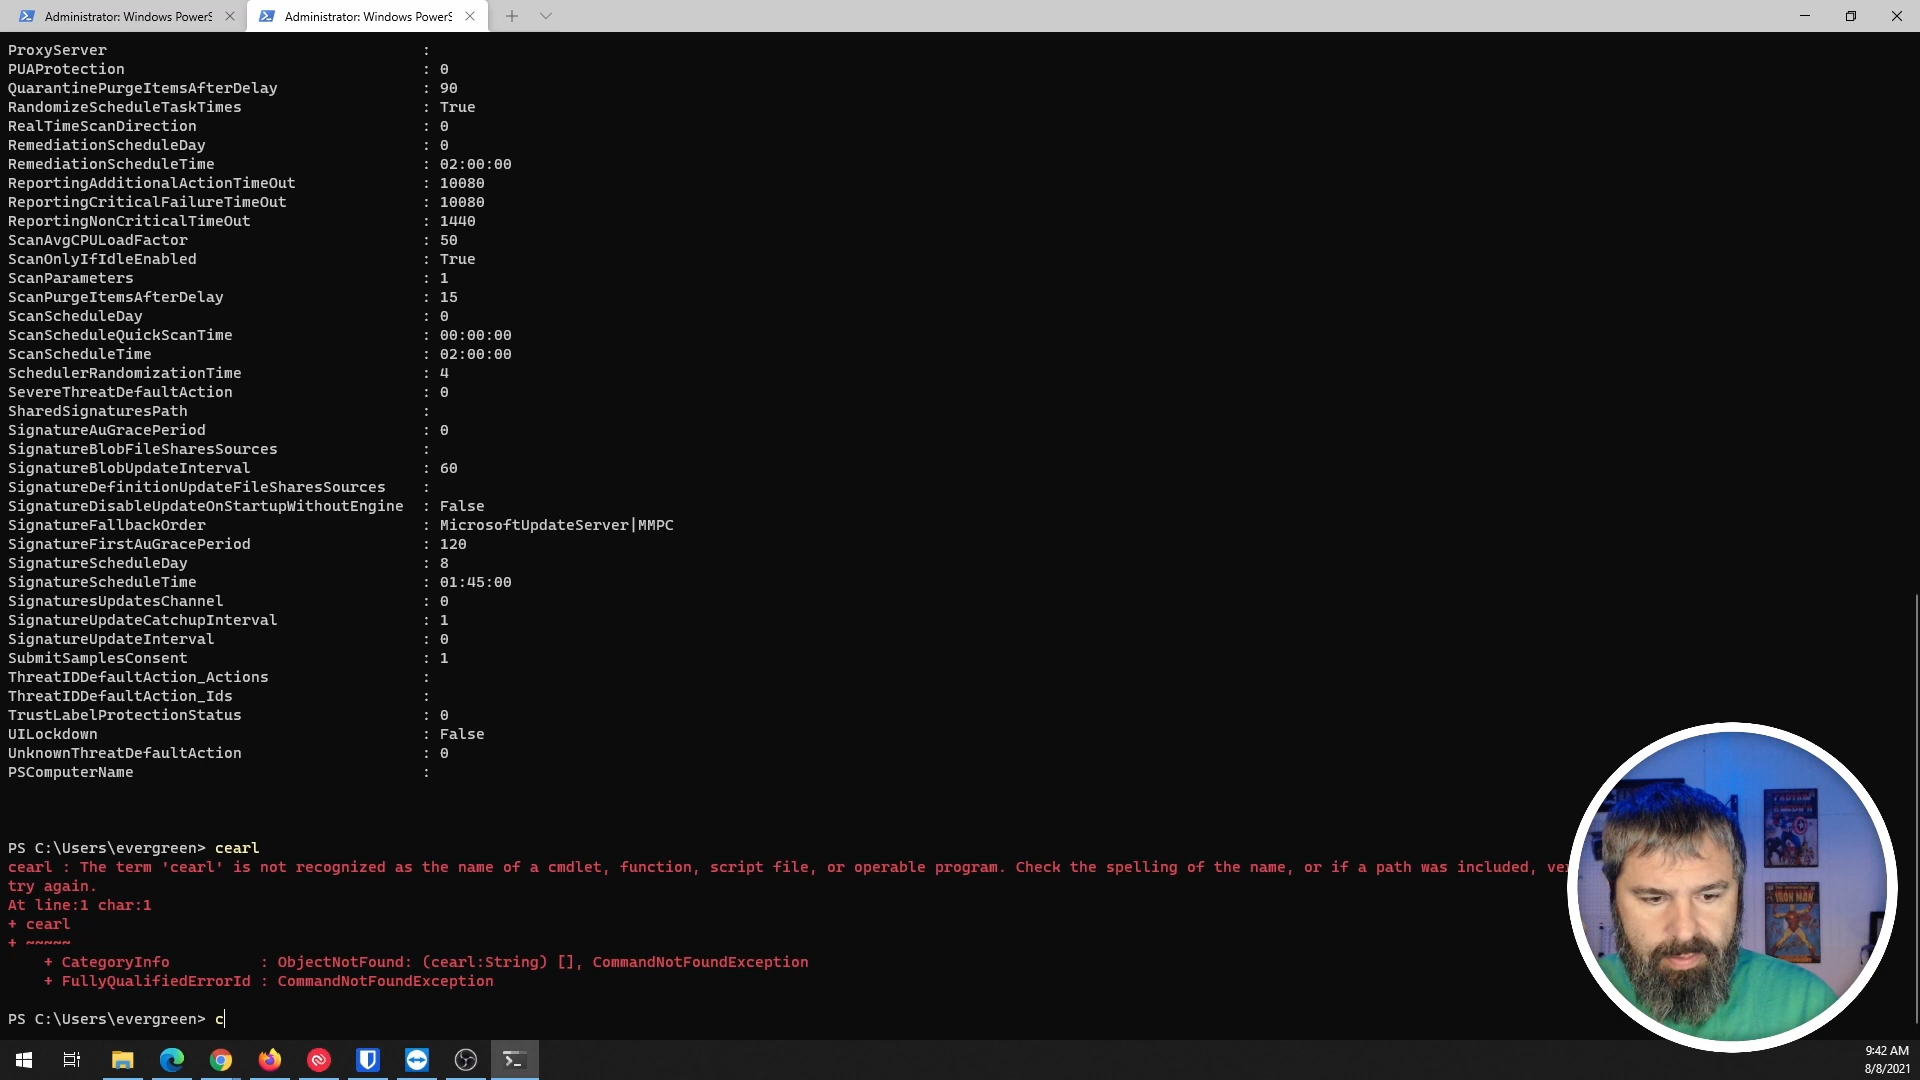 Administrator: Windows PowerS
Administrator: Windows PowerS
ProxyServer :
PUAProtection : 0
QuarantinePurgeItemsAfterDelay : 90
RandomizeScheduleTaskTimes : True
RealTimeScanDirection : 0
RemediationScheduleDay : 0
RemediationScheduleTime : 02:00:00
ReportingAdditionalActionTimeOut : 10080
ReportingCriticalFailureTimeOut : 10080
ReportingNonCriticalTimeOut : 1440
ScanAvgCPULoadFactor : 50
ScanOnlyIfIdleEnabled : True
ScanParameters : 1
ScanPurgeItemsAfterDelay : 15
ScanScheduleDay : 0
ScanScheduleQuickScanTime : 00:00:00
ScanScheduleTime : 02:00:00
SchedulerRandomizationTime : 4
SevereThreatDefaultAction : 0
SharedSignaturesPath :
SignatureAuGracePeriod : 0
SignatureBlobFileSharesSources :
SignatureBlobUpdateInterval : 60
SignatureDefinitionUpdateFileSharesSources :
SignatureDisableUpdateOnStartupWithoutEngine : False
SignatureFallbackOrder : MicrosoftUpdateServer|MMPC
SignatureFirstAuGracePeriod : 120
SignatureScheduleDay : 8
SignatureScheduleTime : 01:45:00
SignaturesUpdatesChannel : 0
SignatureUpdateCatchupInterval : 1
SignatureUpdateInterval : 0
SubmitSamplesConsent : 1
ThreatIDDefaultAction_Actions :
ThreatIDDefaultAction_Ids :
TrustLabelProtectionStatus : 0
UILockdown : False
UnknownThreatDefaultAction : 0
PSComputerName :
PS C:\Users\evergreen> cearl
cearl : The term 'cearl' is not recognized as the name of a cmdlet, function, script file, or operable program. Check the spelling of the name, or if a path was included, ve
try again.
At line:1 char:1
+ cearl
+ ~~~~~
+ CategoryInfo : ObjectNotFound: (cearl:String) [], CommandNotFoundException
+ FullyQualifiedErrorId : CommandNotFoundException
PS C:\Users\evergreen> c
CAPTAIN AMERICA
IRON MAN
9:42 AM
8/8/2021